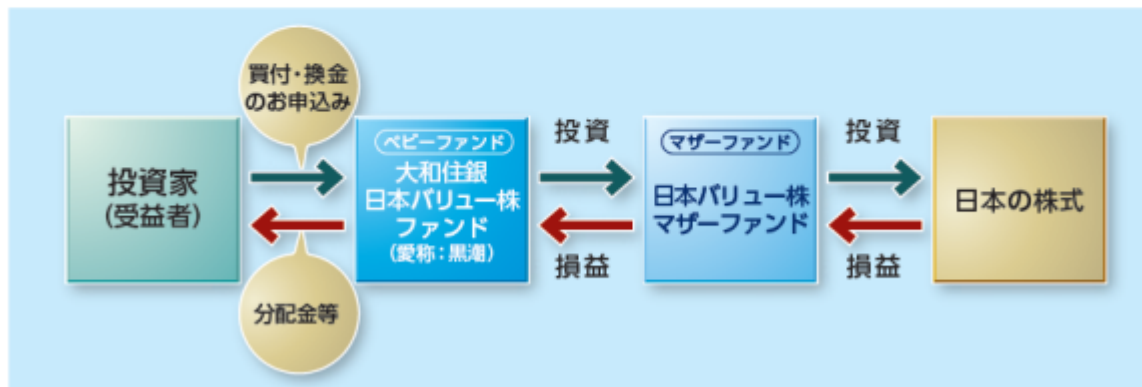 買付・換金
のお申込み
投資家
(受益者)
ベビーファンド
大和住銀
日本バリュー株
ファンド
(愛称：黒潮)
投資
損益
マザーファンド
日本バリュー株
マザーファンド
投資
損益
日本の株式
分配金等